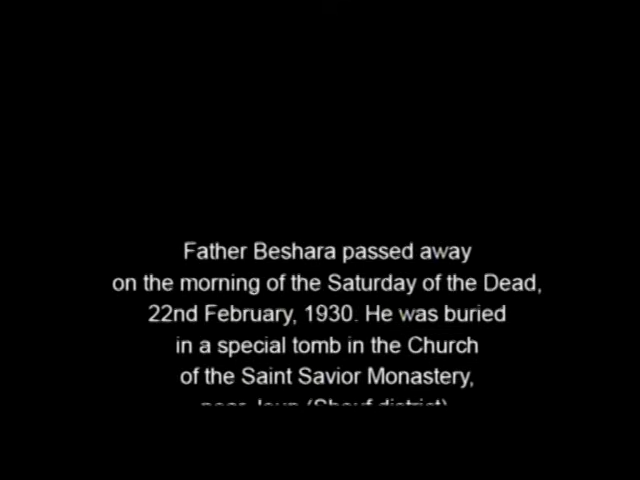 Father Beshara passed away
on the morning of the Saturday of the Dead,
22nd February, 1930. He was buried
in a special tomb in the Church
of the Saint Savior Monastery,
near Joun (Shouf district)